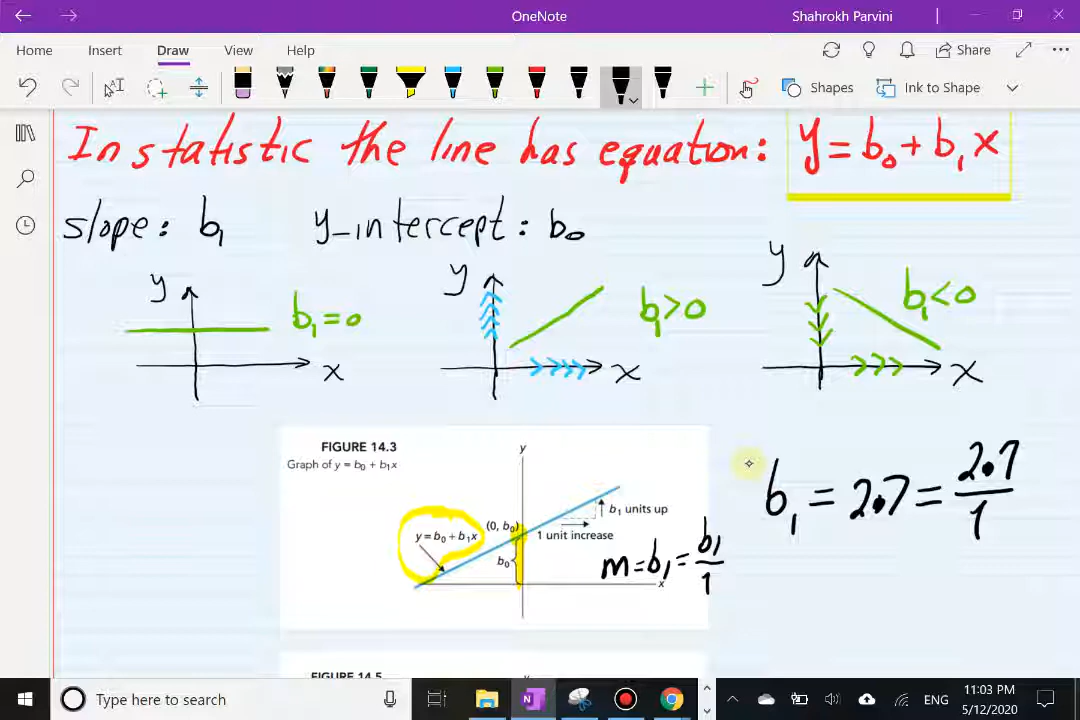 OneNote
Shahrokh Parvini
Home Insert Draw View Help
Share
Shapes
Ink to Shape
In statistic the line has equation: y = b₀ + b₁ x
slope: b₁ y-intercept: b₀
y
x
b₁ = 0
y
x
b₁ > 0
y
x
b₁ < 0
FIGURE 14.3
Graph of y = b₀ + b₁x
y
b₁ units up
(0, b₀)
1 unit increase
y = b₀ + b₁x
b₀
x
m = b₁ = b₁/1
b₁ = 2.7 = 2.7/1
FIGURE 14.5
Type here to search
ENG
11:03 PM
5/12/2020